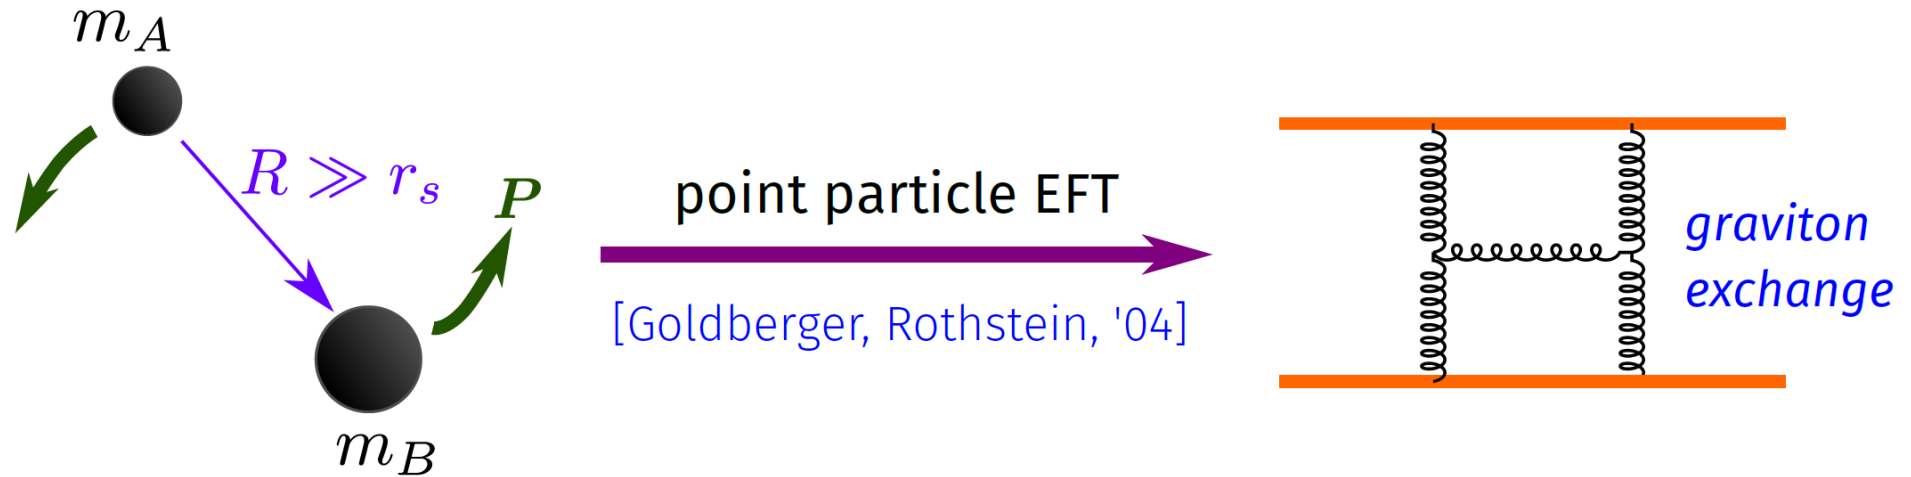 m_A
R ≫ r_s
P
m_B
point particle EFT
[Goldberger, Rothstein, '04]
graviton
exchange